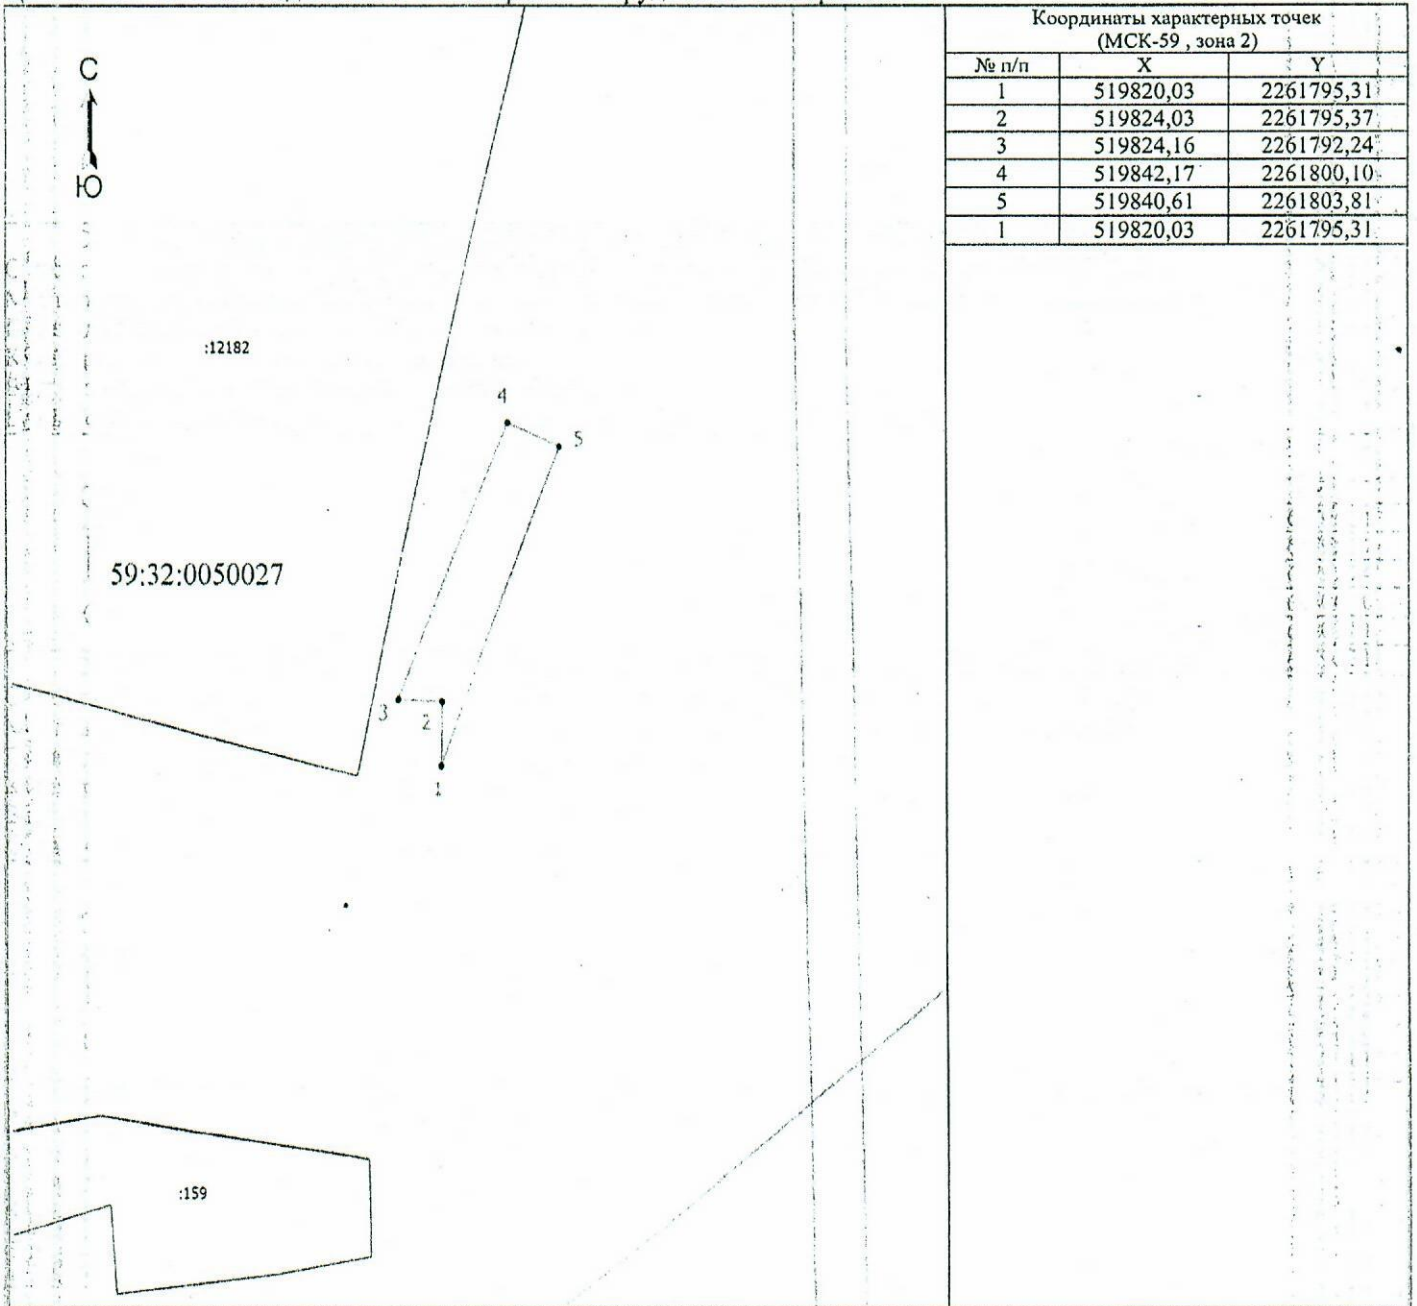 Координаты характерных точек
(МСК-59 , зона 2)
№ п/п X Y
1 519820,03 2261795,31
2 519824,03 2261795,37
3 519824,16 2261792,24
4 519842,17 2261800,10
5 519840,61 2261803,81
1 519820,03 2261795,31
С
Ю
:12182
4
5
59:32:0050027
3
2
1
:159